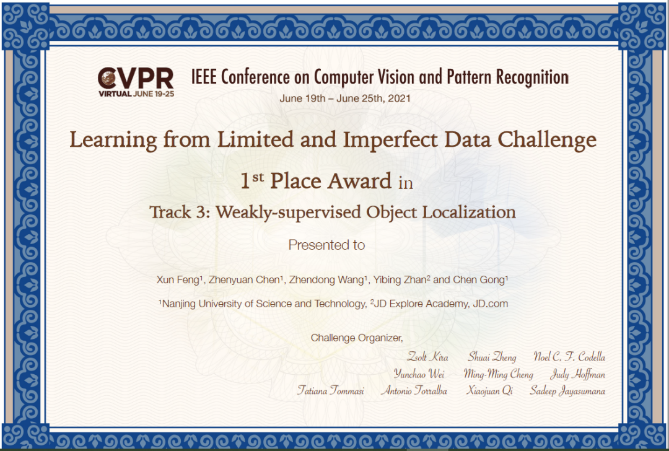 CVPR
VIRTUAL JUNE 19-25
IEEE Conference on Computer Vision and Pattern Recognition
June 19th – June 25th, 2021
Learning from Limited and Imperfect Data Challenge
1st Place Award in
Track 3: Weakly-supervised Object Localization
Presented to
Xun Feng¹, Zhenyuan Chen¹, Zhendong Wang¹, Yibing Zhan² and Chen Gong¹
¹Nanjing University of Science and Technology, ²JD Explore Academy, JD.com
Challenge Organizer,
Zsolt Kira Shuai Zheng Noel C. F. Codella
Yunchao Wei Ming-Ming Cheng Judy Hoffman
Tatiana Tommasi Antonio Torralba Xiaojuan Qi Sadeep Jayasumana